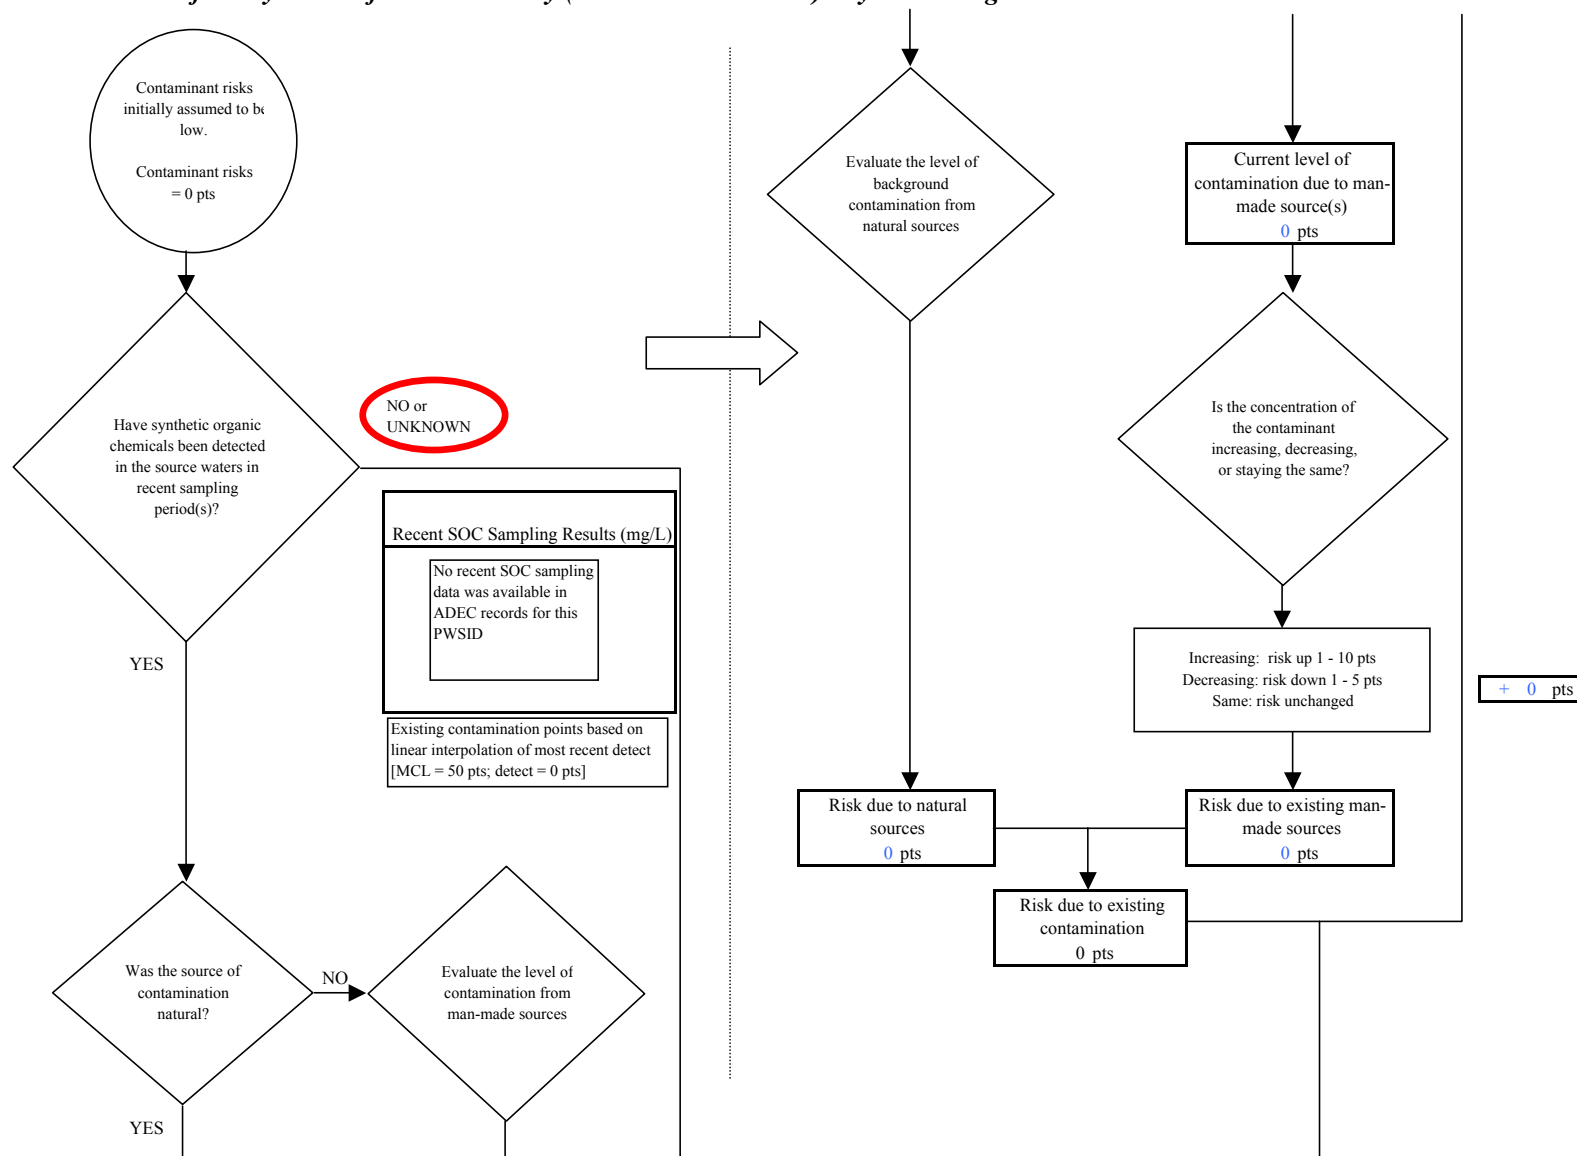 Contaminant risks
initially assumed to be
low.
Contaminant risks
= 0 pts
Have synthetic organic
chemicals been detected
in the source waters in
recent sampling
period(s)?
NO or
UNKNOWN
Recent SOC Sampling Results (mg/L)
No recent SOC sampling
data was available in
ADEC records for this
PWSID
YES
Existing contamination points based on
linear interpolation of most recent detect
[MCL = 50 pts; detect = 0 pts]
Was the source of
contamination
natural?
NO
Evaluate the level of
contamination from
man-made sources
YES
Evaluate the level of
background
contamination from
natural sources
Current level of
contamination due to man-
made source(s)
0 pts
Is the concentration of
the contaminant
increasing, decreasing,
or staying the same?
Increasing: risk up 1 - 10 pts
Decreasing: risk down 1 - 5 pts
Same: risk unchanged
+ 0 pts
Risk due to natural
sources
0 pts
Risk due to existing man-
made sources
0 pts
Risk due to existing
contamination
0 pts